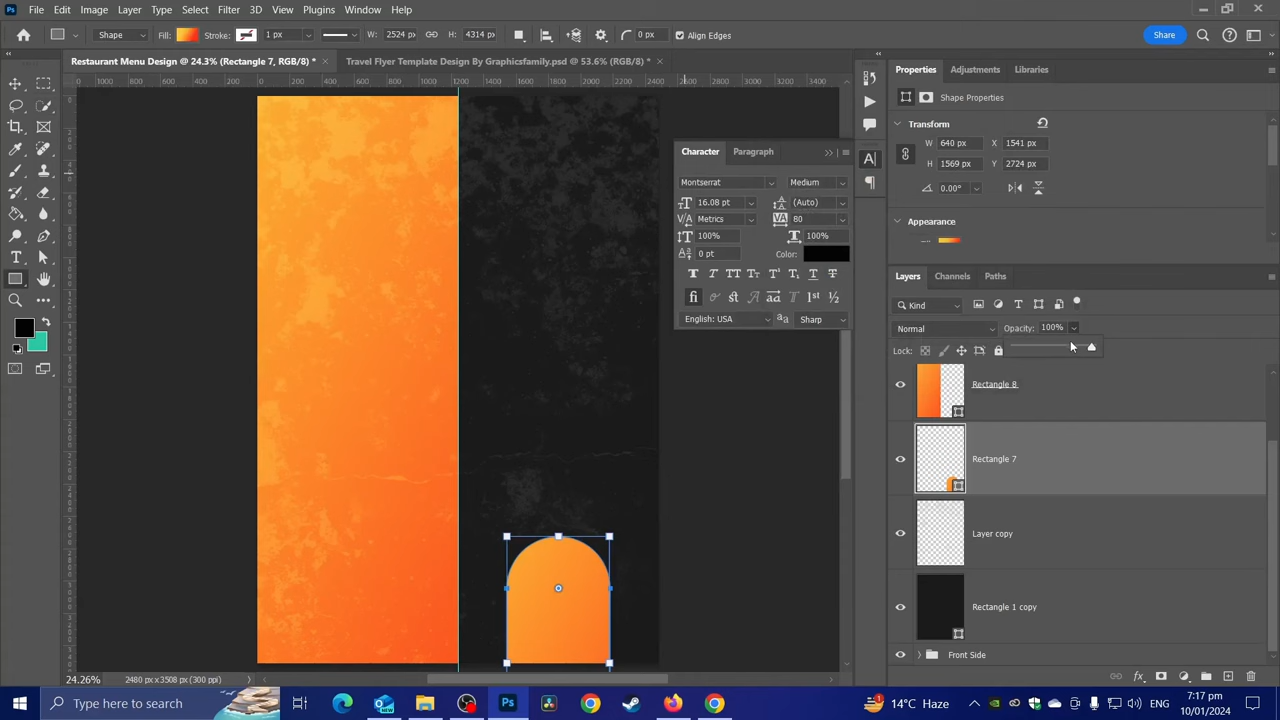 Ps File Edit Image Layer Type Select Filter 3D View Plugins Window Help
Shape Fill: Stroke: 1 px W: 2524 px H: 4314 px 0 px Align Edges Share
Restaurant Menu Design @ 24.3% (Rectangle 7, RGB/8) * × Travel Flyer Template Design By Graphicsfamily.psd @ 53.6% (RGB/8) * ×
Properties Adjustments Libraries
Shape Properties
Transform
W 640 px X 1541 px
H 1569 px Y 2724 px
0.00°
Appearance
Character Paragraph
Montserrat Medium
16.08 pt (Auto)
Metrics 80
100% 100%
0 pt Color:
English: USA Sharp
Layers Channels Paths
Kind
Normal Opacity: 100%
Lock:
Rectangle 8
Rectangle 7
Layer copy
Rectangle 1 copy
Front Side
24.26% 2480 px x 3508 px (300 ppi)
Type here to search
14°C Haze
7:17 pm
10/01/2024